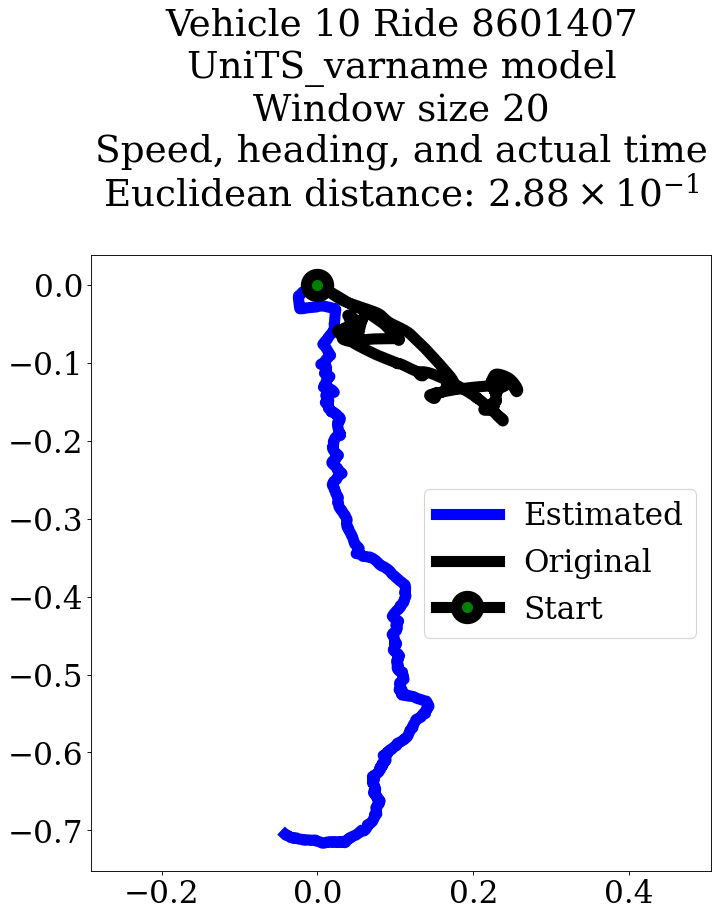 Vehicle 10 Ride 8601407
UniTS_varname model
Window size 20
Speed, heading, and actual time
Euclidean distance: 2.88 × 10⁻¹
0.0
−0.1
−0.2
−0.3
−0.4
−0.5
−0.6
−0.7
Estimated
Original
Start
−0.2 0.0 0.2 0.4